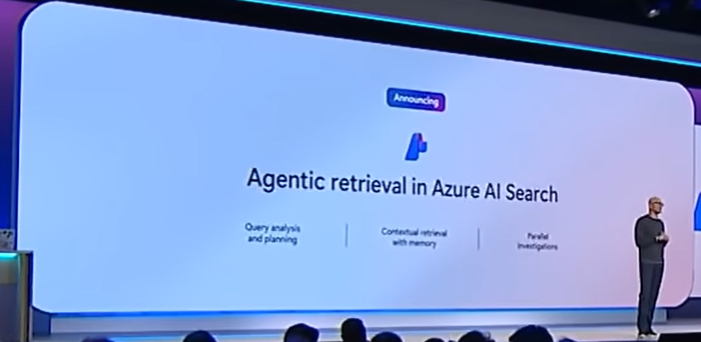 Announcing
Agentic retrieval in Azure AI Search
Query analysis
and planning
Contextual retrieval
with memory
Parallel
investigations